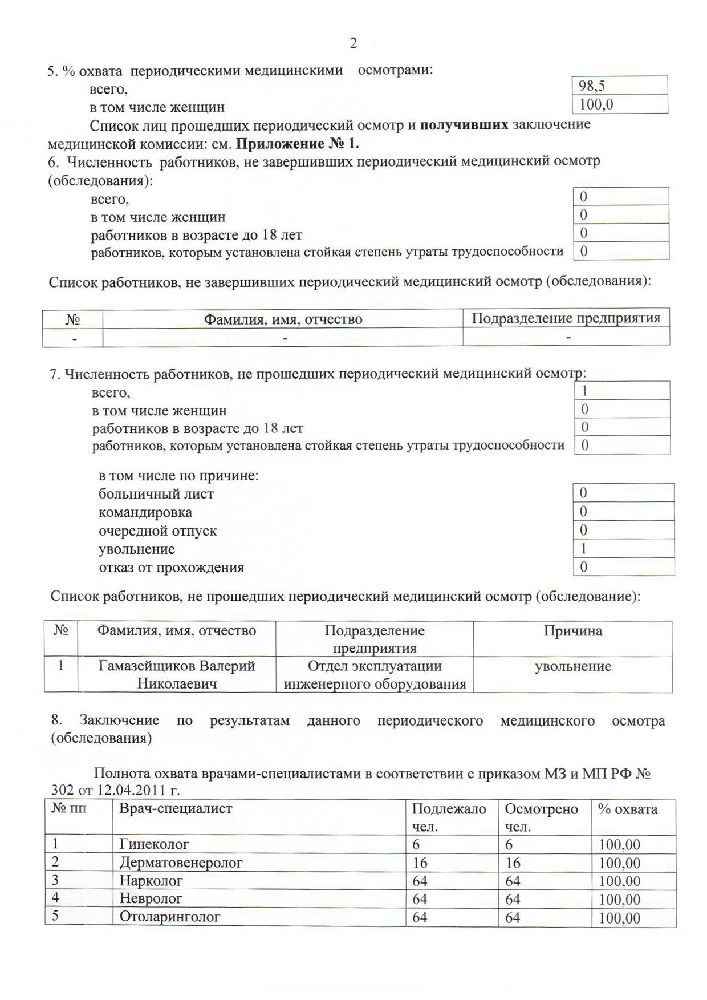 2
5. % охвата периодическими медицинскими осмотрами:
всего, 98,5
в том числе женщин 100,0
Список лиц прошедших периодический осмотр и получивших заключение
медицинской комиссии: см. Приложение № 1.
6. Численность работников, не завершивших периодический медицинский осмотр
(обследования):
всего, 0
в том числе женщин 0
работников в возрасте до 18 лет 0
работников, которым установлена стойкая степень утраты трудоспособности 0
Список работников, не завершивших периодический медицинский осмотр (обследования):
№ Фамилия, имя, отчество Подразделение предприятия
- - -
7. Численность работников, не прошедших периодический медицинский осмотр:
всего, 1
в том числе женщин 0
работников в возрасте до 18 лет 0
работников, которым установлена стойкая степень утраты трудоспособности 0
в том числе по причине:
больничный лист 0
командировка 0
очередной отпуск 0
увольнение 1
отказ от прохождения 0
Список работников, не прошедших периодический медицинский осмотр (обследование):
№ Фамилия, имя, отчество Подразделение Причина
предприятия
1 Гамазейщиков Валерий Отдел эксплуатации увольнение
Николаевич инженерного оборудования
8. Заключение по результатам данного периодического медицинского осмотра
(обследования)
Полнота охвата врачами-специалистами в соответствии с приказом МЗ и МП РФ №
302 от 12.04.2011 г.
№ пп Врач-специалист Подлежало Осмотрено % охвата
чел. чел.
1 Гинеколог 6 6 100,00
2 Дерматовенеролог 16 16 100,00
3 Нарколог 64 64 100,00
4 Невролог 64 64 100,00
5 Отоларинголог 64 64 100,00